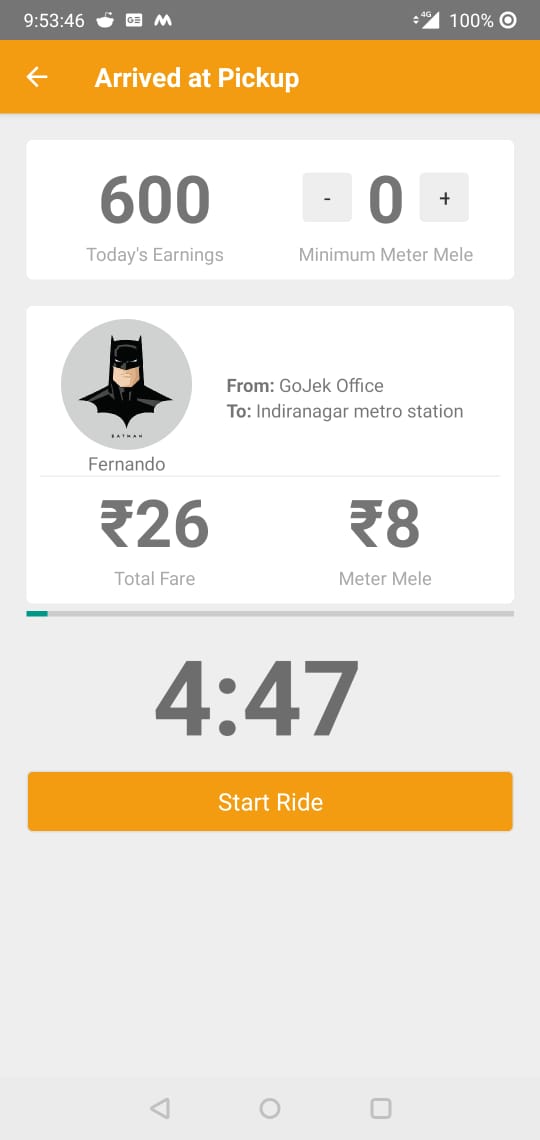 9:53:46 GE 4G 100%
Arrived at Pickup
600 - 0 +
Today's Earnings Minimum Meter Mele
From: GoJek Office
To: Indiranagar metro station
BATMAN
Fernando
₹26 ₹8
Total Fare Meter Mele
4:47
Start Ride